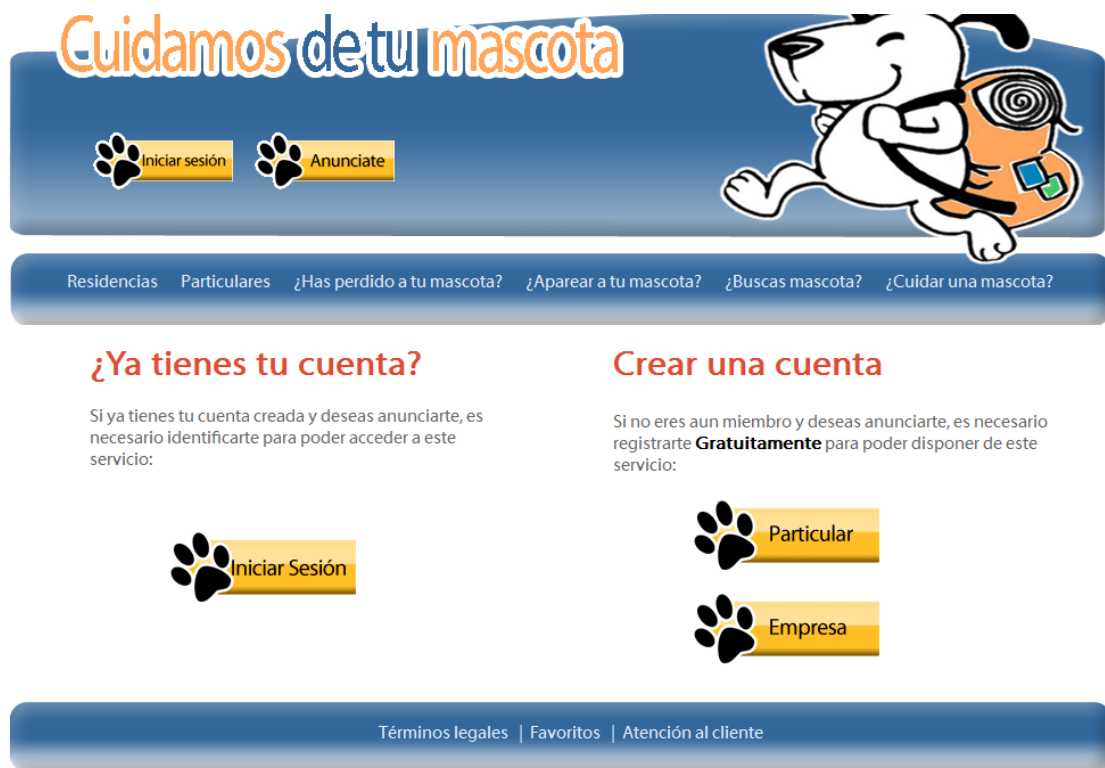 Cuidamos de tu mascota
Iniciar sesión
Anunciate
Residencias Particulares ¿Has perdido a tu mascota? ¿Aparear a tu mascota? ¿Buscas mascota? ¿Cuidar una mascota?
¿Ya tienes tu cuenta?
Si ya tienes tu cuenta creada y deseas anunciarte, es
necesario identificarte para poder acceder a este
servicio:
Iniciar Sesión
Crear una cuenta
Si no eres aun miembro y deseas anunciarte, es necesario
registrarte Gratuitamente para poder disponer de este
servicio:
Particular
Empresa
Términos legales | Favoritos | Atención al cliente